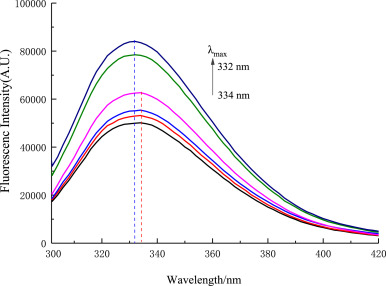 100000
80000
60000
40000
20000
0
300 320 340 360 380 400 420
Fluorescenc Intensity(A.U.)
Wavelength/nm
λmax
332 nm
334 nm